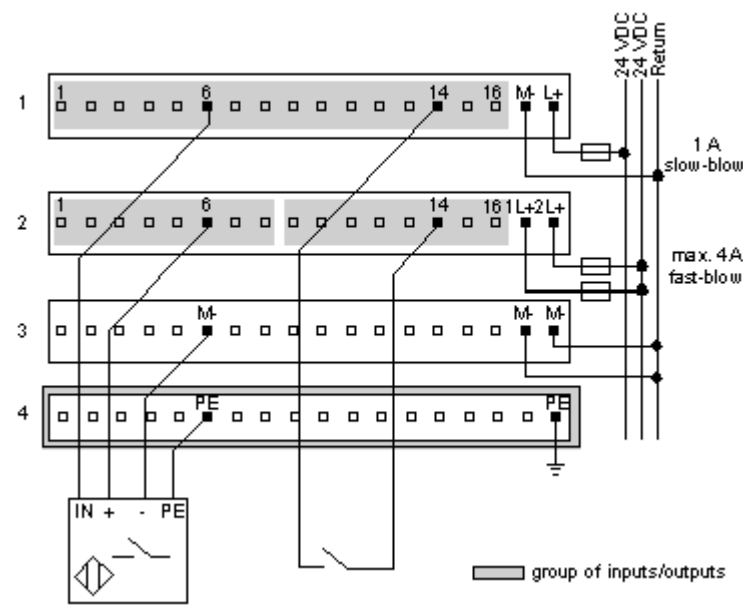 24 VDC
24 VDC
Return
1 6 14 16 M- L+
1
1 A
slow-blow
1 6 14 16 1L+ 2L+
2
max. 4 A
fast-blow
M- M- M-
3
PE PE
4
IN + - PE
group of inputs/outputs